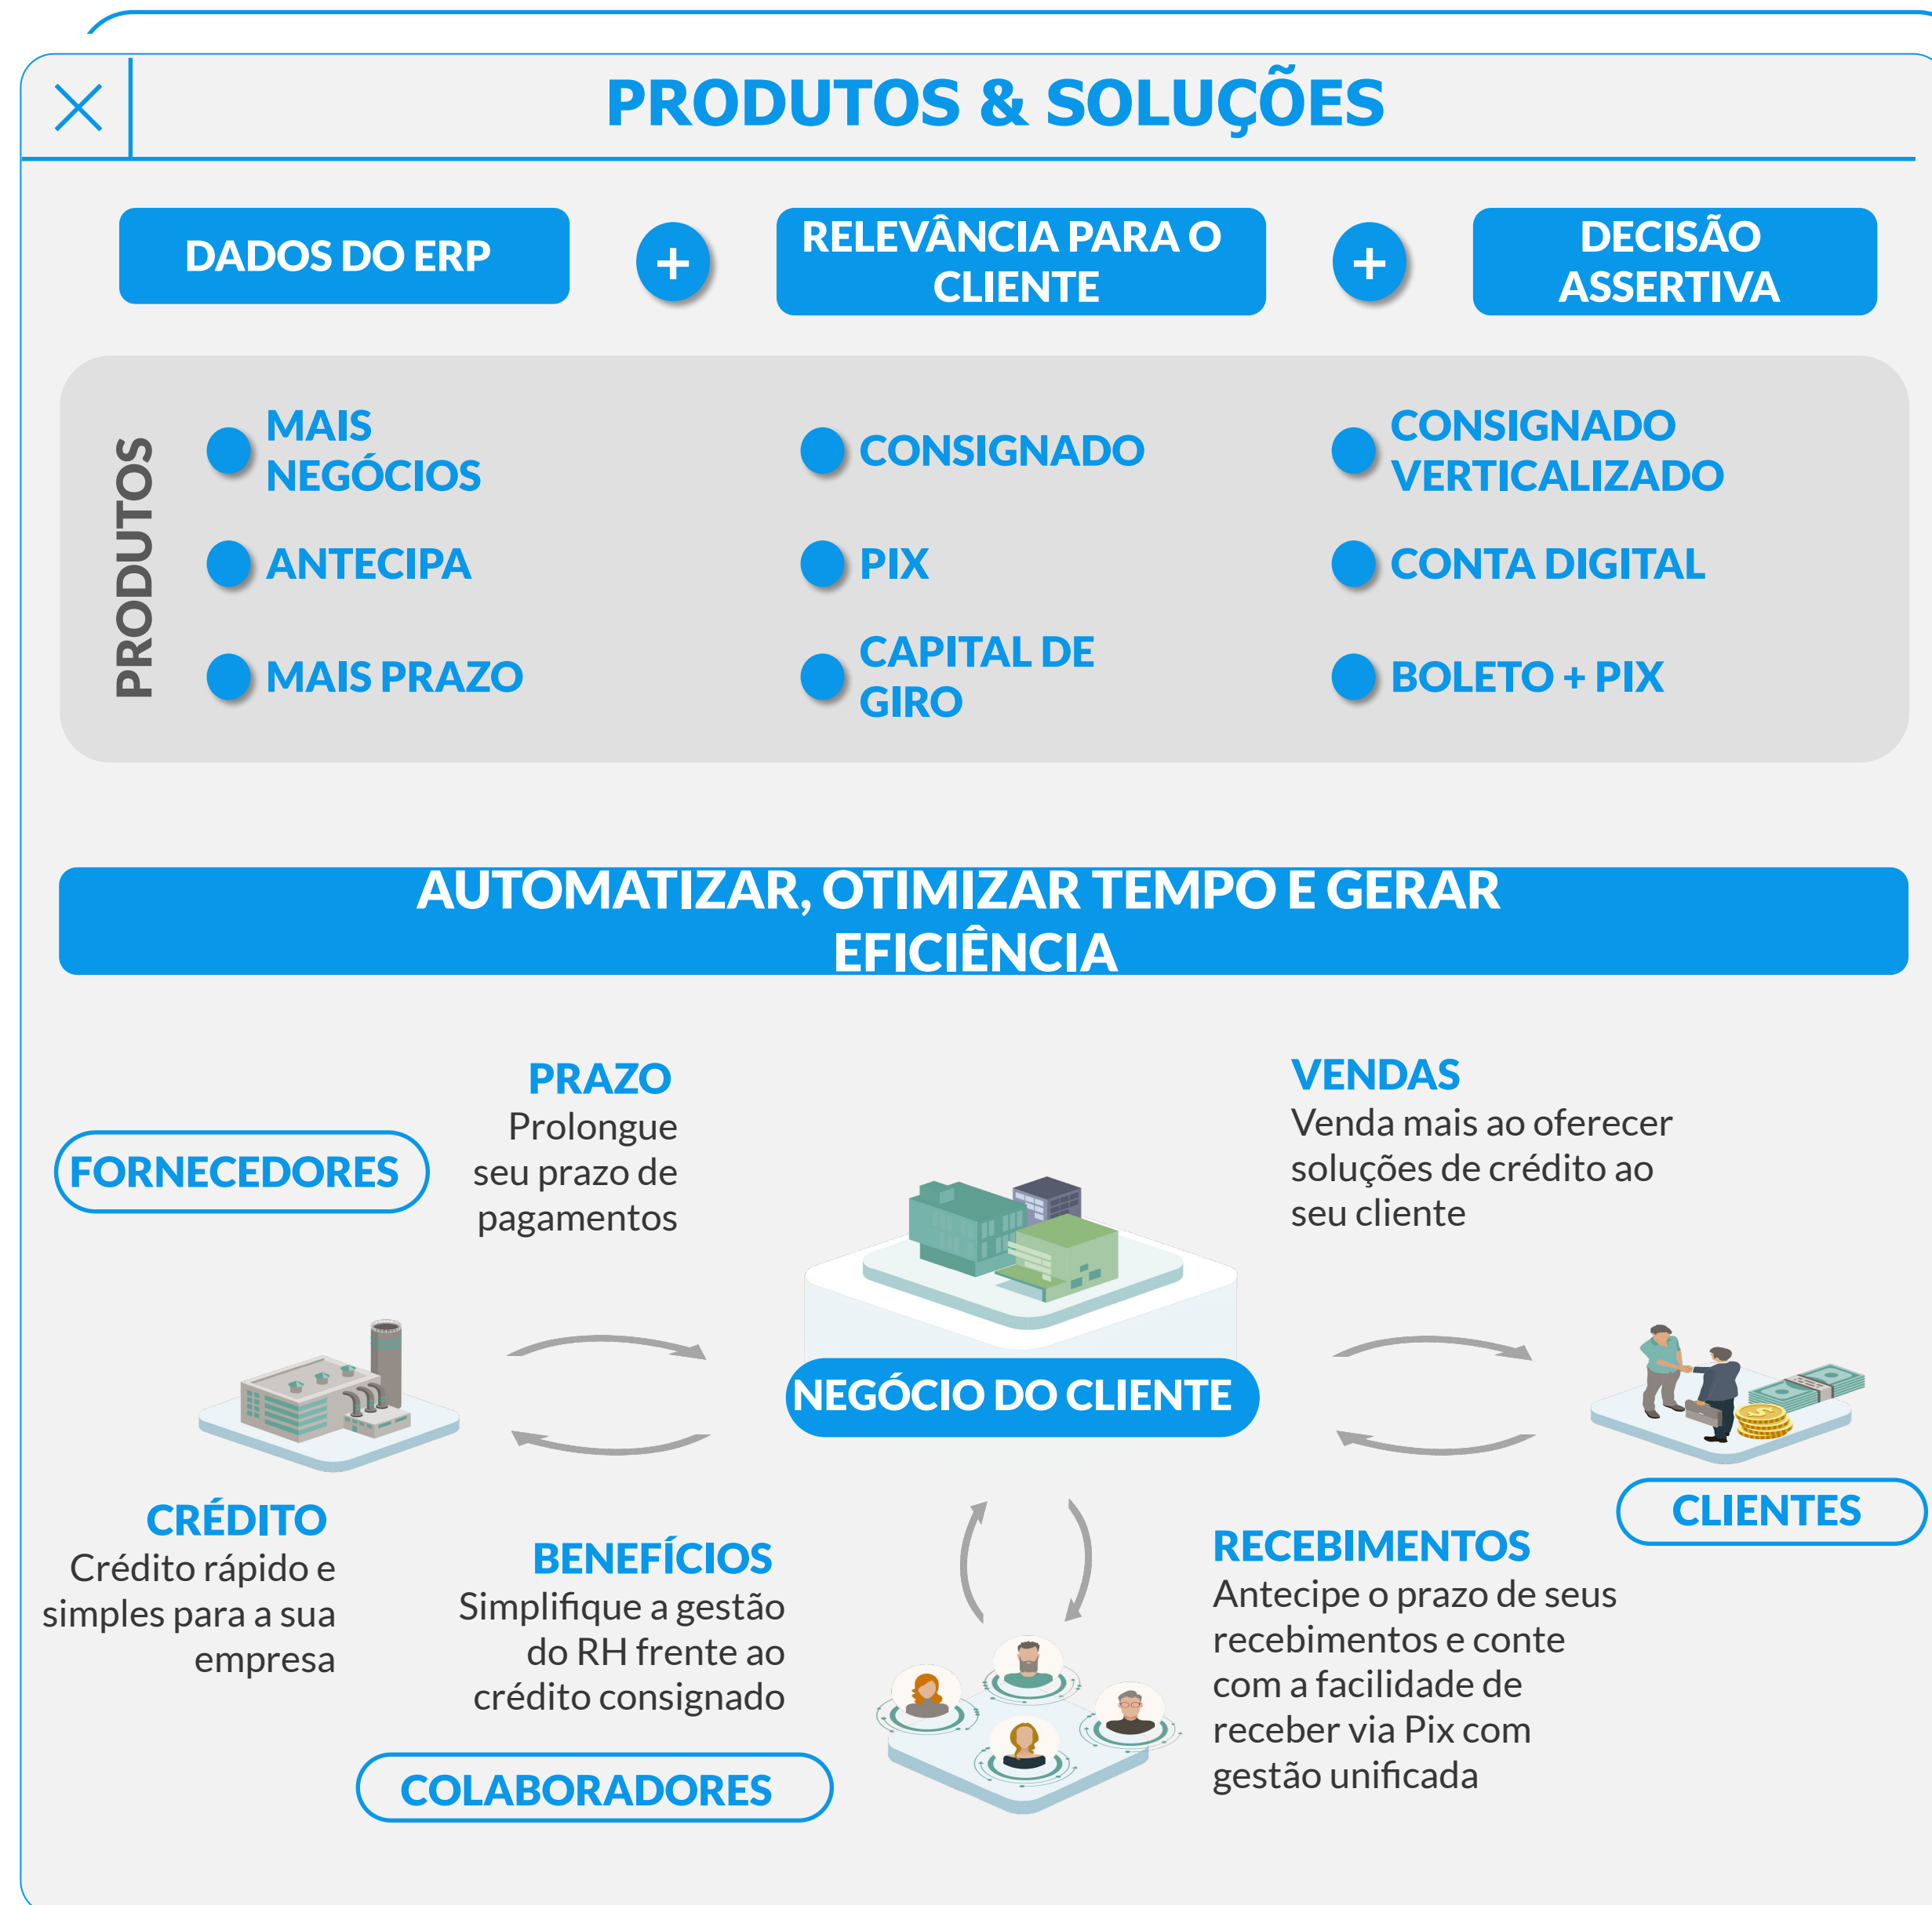 PRODUTOS & SOLUÇÕES
DADOS DO ERP
+
RELEVÂNCIA PARA O
CLIENTE
+
DECISÃO
ASSERTIVA
PRODUTOS
MAIS
NEGÓCIOS
CONSIGNADO
CONSIGNADO
VERTICALIZADO
ANTECIPA
PIX
CONTA DIGITAL
MAIS PRAZO
CAPITAL DE
GIRO
BOLETO + PIX
AUTOMATIZAR, OTIMIZAR TEMPO E GERAR
EFICIÊNCIA
FORNECEDORES
PRAZO
Prolongue
seu prazo de
pagamentos
VENDAS
Venda mais ao oferecer
soluções de crédito ao
seu cliente
NEGÓCIO DO CLIENTE
CLIENTES
CRÉDITO
Crédito rápido e
simples para a sua
empresa
BENEFÍCIOS
Simplifique a gestão
do RH frente ao
crédito consignado
COLABORADORES
RECEBIMENTOS
Antecipe o prazo de seus
recebimentos e conte
com a facilidade de
receber via Pix com
gestão unificada